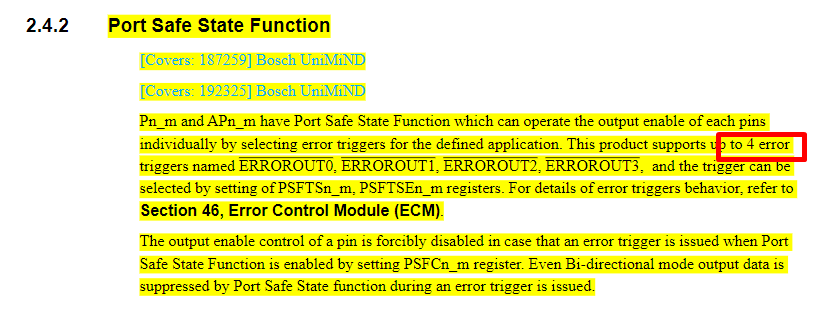 2.4.2 Port Safe State Function
[Covers: 187259] Bosch UniMiND
[Covers: 192325] Bosch UniMiND
Pn_m and APn_m have Port Safe State Function which can operate the output enable of each pins
individually by selecting error triggers for the defined application. This product supports up to 4 error
triggers named ERROROUT0, ERROROUT1, ERROROUT2, ERROROUT3, and the trigger can be
selected by setting of PSFTSn_m, PSFTSEn_m registers. For details of error triggers behavior, refer to
Section 46, Error Control Module (ECM).
The output enable control of a pin is forcibly disabled in case that an error trigger is issued when Port
Safe State Function is enabled by setting PSFCn_m register. Even Bi-directional mode output data is
suppressed by Port Safe State function during an error trigger is issued.